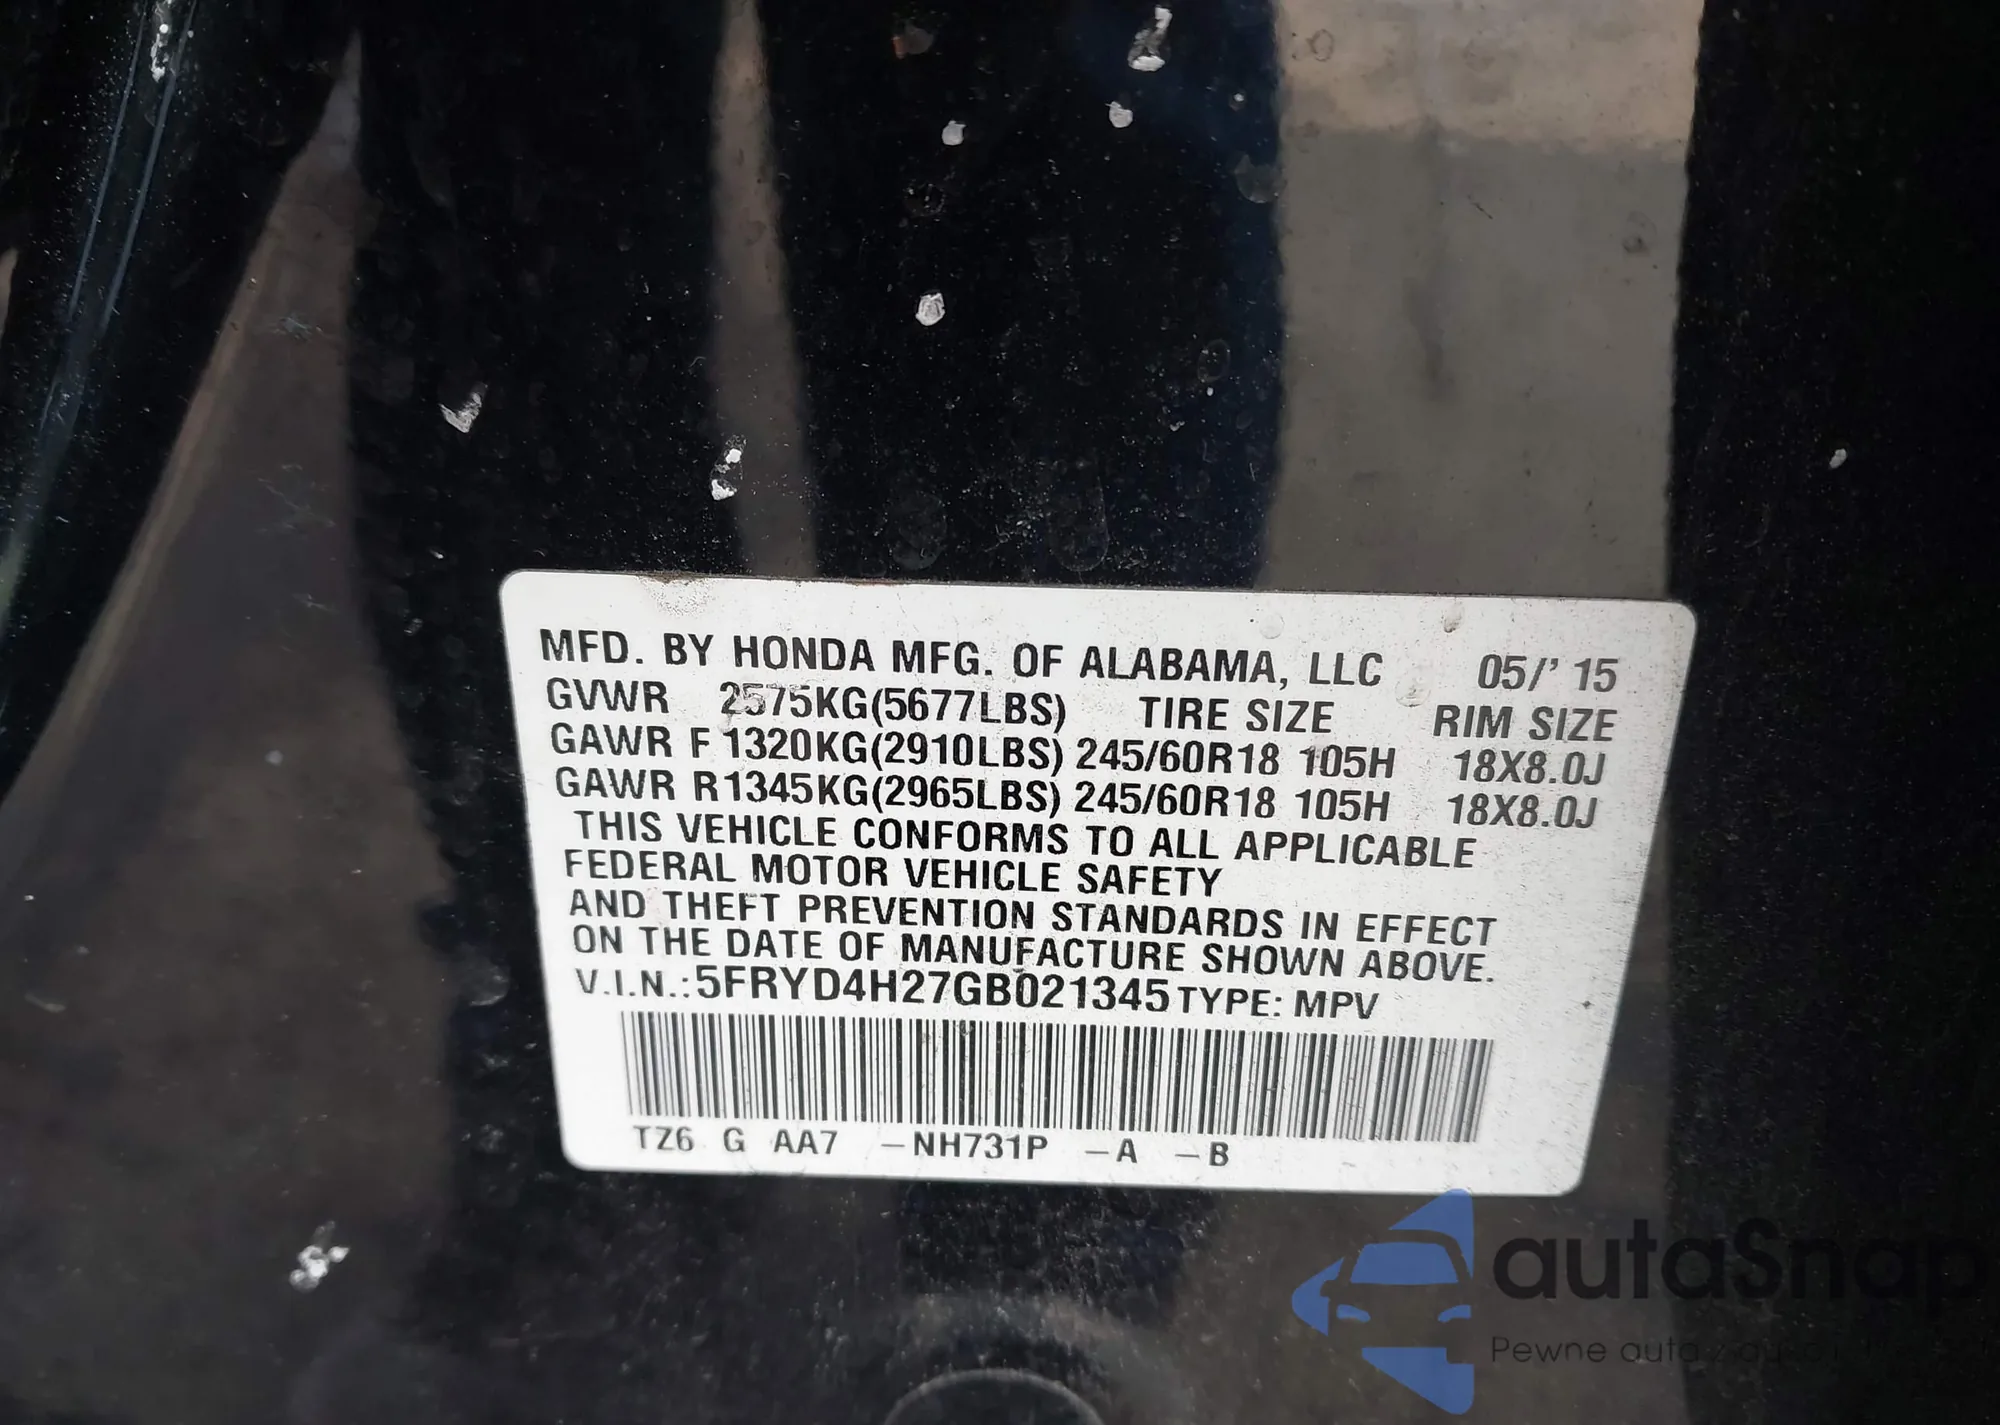 MFD. BY HONDA MFG. OF ALABAMA, LLC 05/' 15
GVWR 2575KG(5677LBS) TIRE SIZE RIM SIZE
GAWR F 1320KG(2910LBS) 245/60R18 105H 18X8.0J
GAWR R1345KG(2965LBS) 245/60R18 105H 18X8.0J
THIS VEHICLE CONFORMS TO ALL APPLICABLE
FEDERAL MOTOR VEHICLE SAFETY
AND THEFT PREVENTION STANDARDS IN EFFECT
ON THE DATE OF MANUFACTURE SHOWN ABOVE.
V.I.N.:5FRYD4H27GB021345 TYPE: MPV
TZ6 G AA7 –NH731P –A –B
autaSnap
Pewne auta z